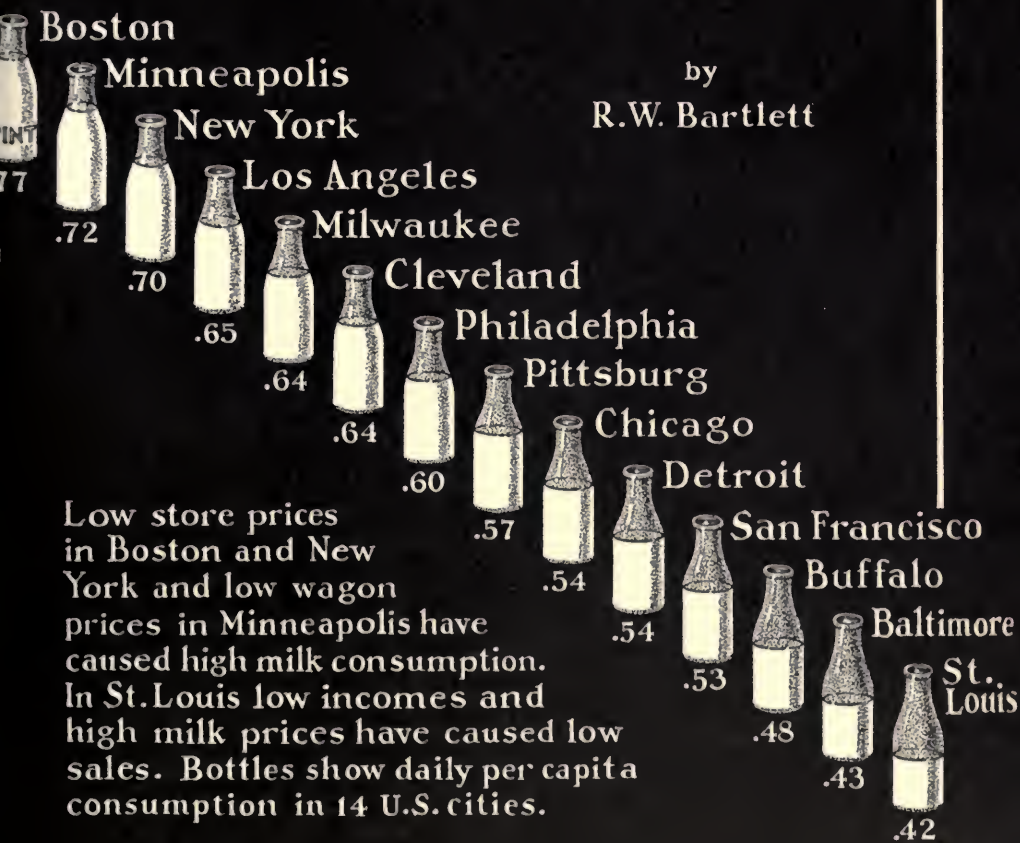 Boston
Minneapolis
by
R.W. Bartlett
PINT
New York
.77
Los Angeles
.72
Milwaukee
.70
Cleveland
.65
Philadelphia
.64
Pittsburg
.64
Chicago
.60
Detroit
.57
San Francisco
.54
Buffalo
.54
Baltimore
.53
St.
Louis
.48
.43
.42
Low store prices
in Boston and New
York and low wagon
prices in Minneapolis have
caused high milk consumption.
In St. Louis low incomes and
high milk prices have caused low
sales. Bottles show daily per capita
consumption in 14 U.S. cities.